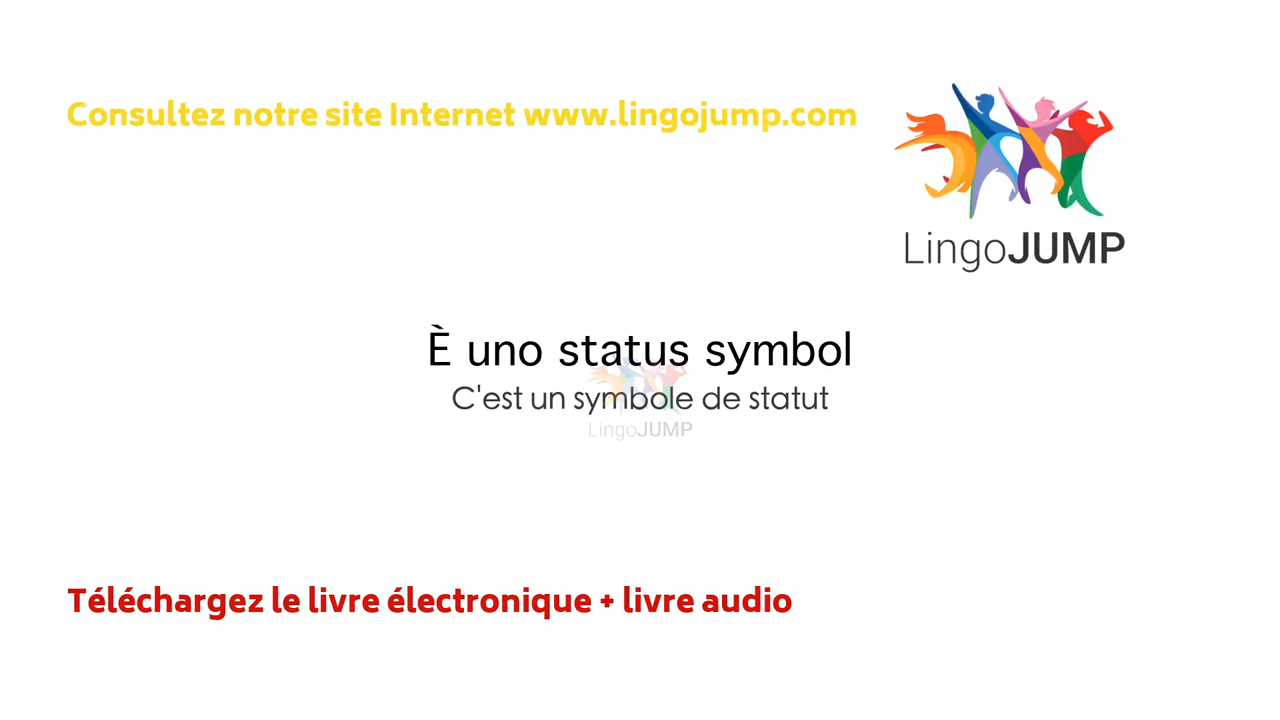 Consultez notre site Internet www.lingojump.com
LingoJUMP
È uno status symbol
C'est un symbole de statut
LingoJUMP
Téléchargez le livre électronique + livre audio